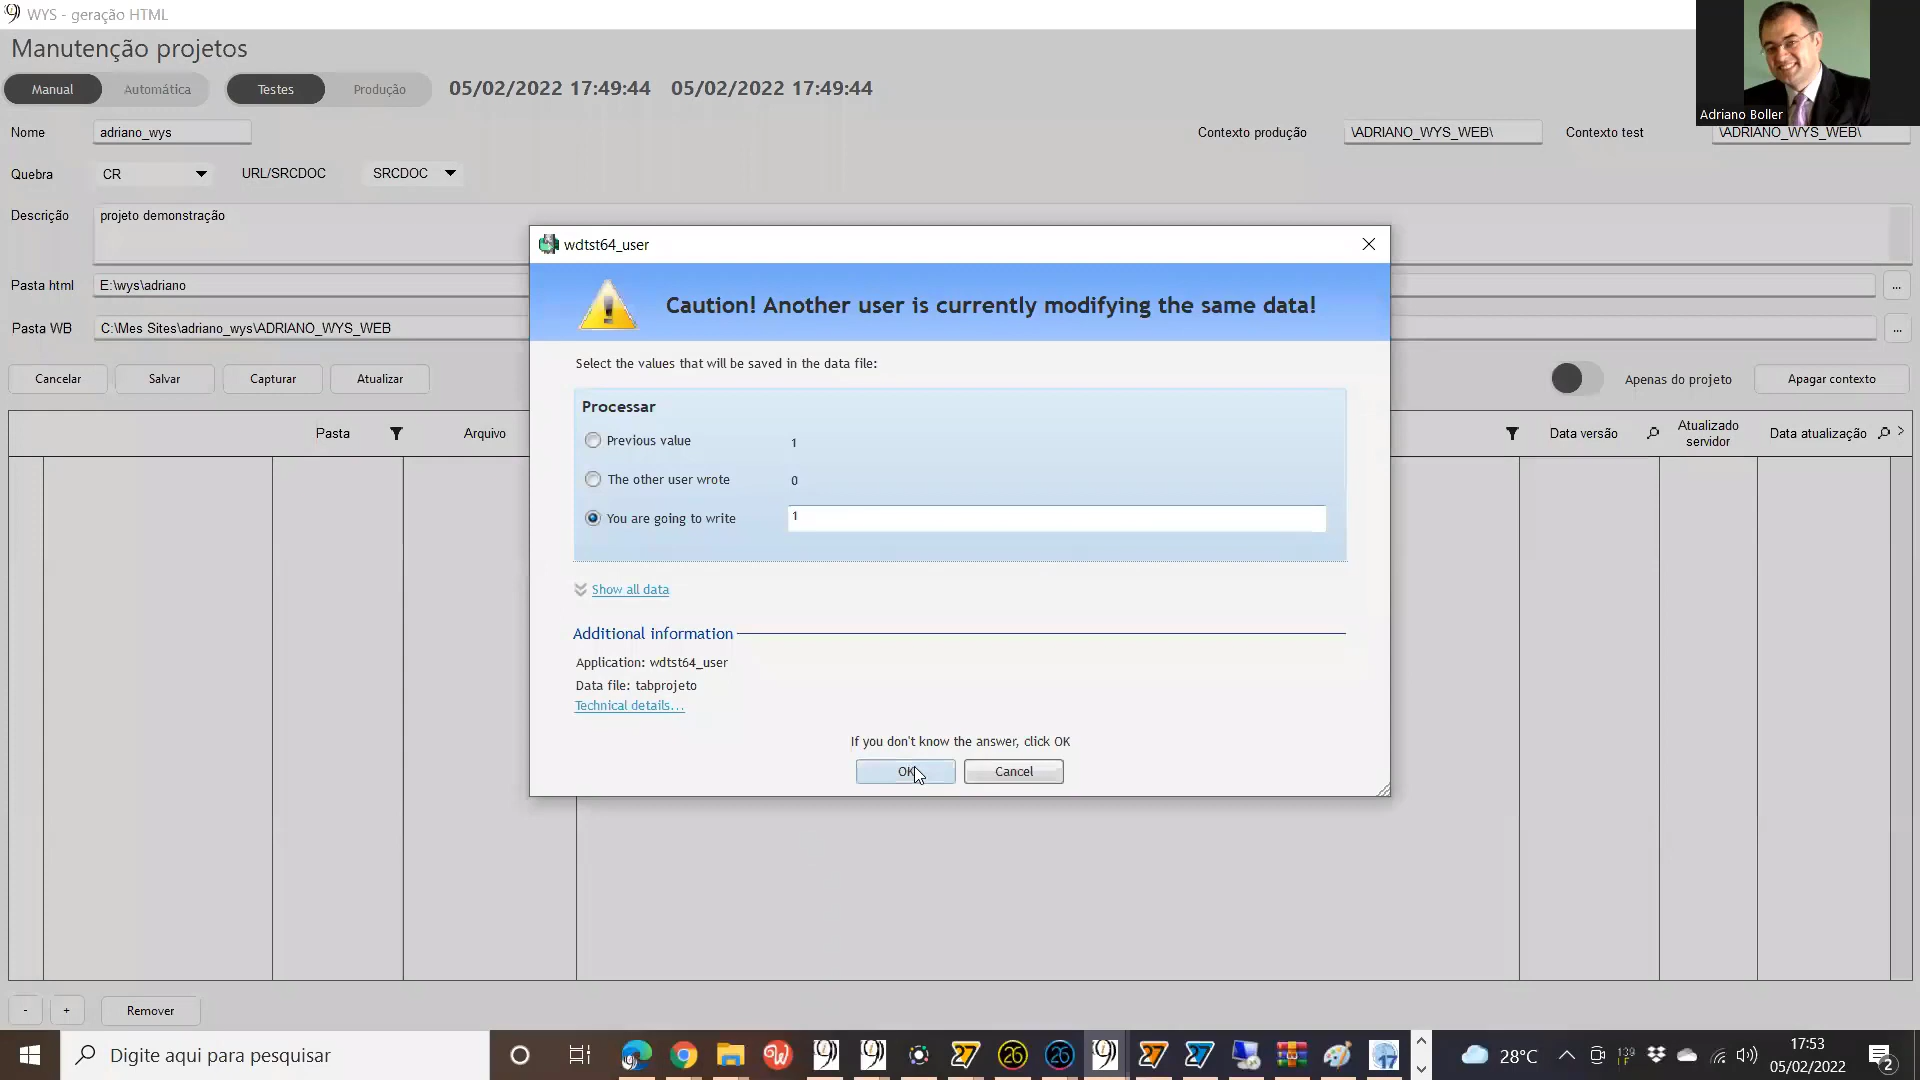 WYS - geração HTML
Manutenção projetos
Manual Automática Testes Produção 05/02/2022 17:49:44 05/02/2022 17:49:44
Adriano Boller
Nome adriano_wys Contexto produção \ADRIANO_WYS_WEB\ Contexto test \ADRIANO_WYS_WEB\
Quebra CR URL/SRCDOC SRCDOC
Descrição projeto demonstração
Pasta html E:\wys\adriano ...
Pasta WB C:\Mes Sites\adriano_wys\ADRIANO_WYS_WEB ...
Cancelar Salvar Capturar Atualizar Apenas do projeto Apagar contexto
Pasta Arquivo Data versão Atualizado servidor Data atualização
wdtst64_user
Caution! Another user is currently modifying the same data!
Select the values that will be saved in the data file:
Processar
Previous value 1
The other user wrote 0
You are going to write 1
Show all data
Additional information
Application: wdtst64_user
Data file: tabprojeto
Technical details...
If you don't know the answer, click OK
OK Cancel
- + Remover
Digite aqui para pesquisar 28°C 17:53
05/02/2022
2